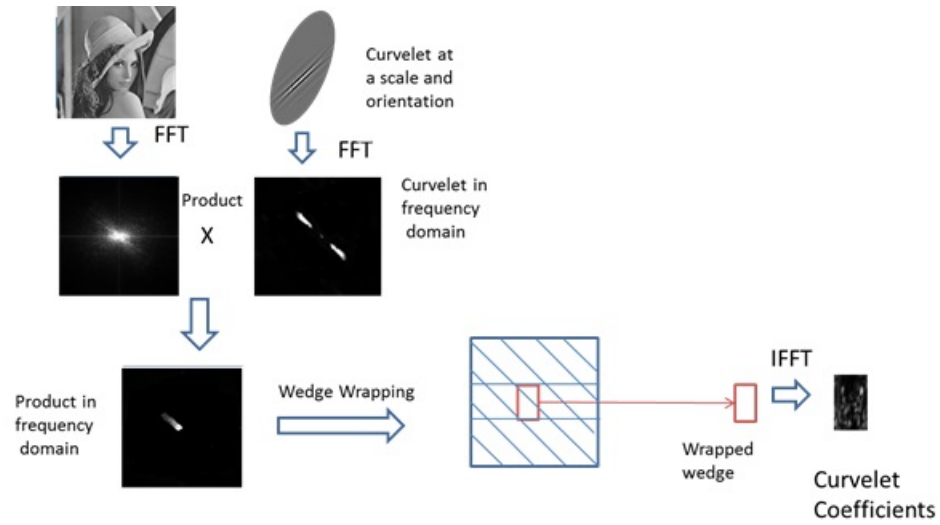 Curvelet at
a scale and
orientation
FFT
FFT
Product
X
Curvelet in
frequency
domain
Product in
frequency
domain
Wedge Wrapping
Wrapped
wedge
IFFT
Curvelet
Coefficients